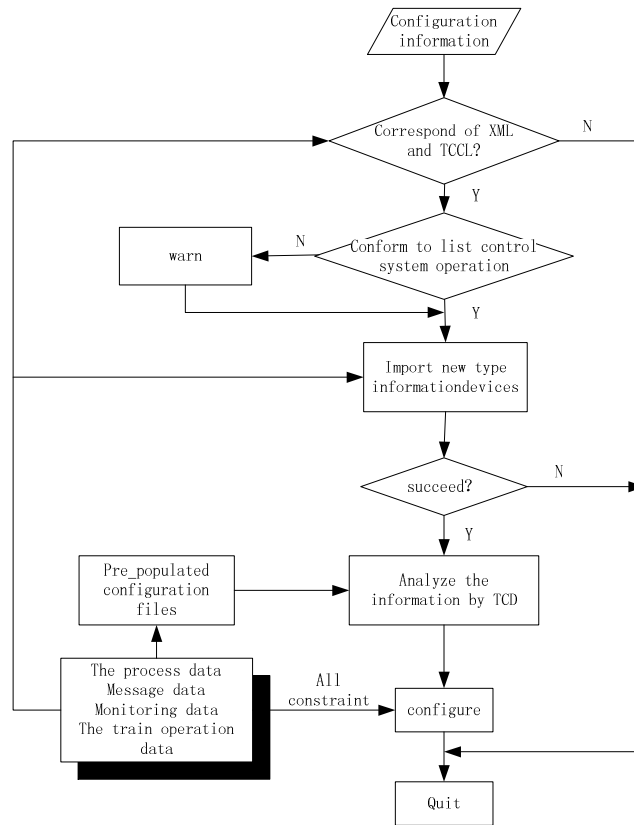 Configuration
information
Correspond of XML
and TCCL?
N
Y
Conform to list control
system operation
N
warn
Y
Import new type
informationdevices
succeed?
N
Y
Pre_populated
configuration
files
Analyze the
information by TCD
The process data
Message data
Monitoring data
The train operation
data
All
constraint
configure
Quit